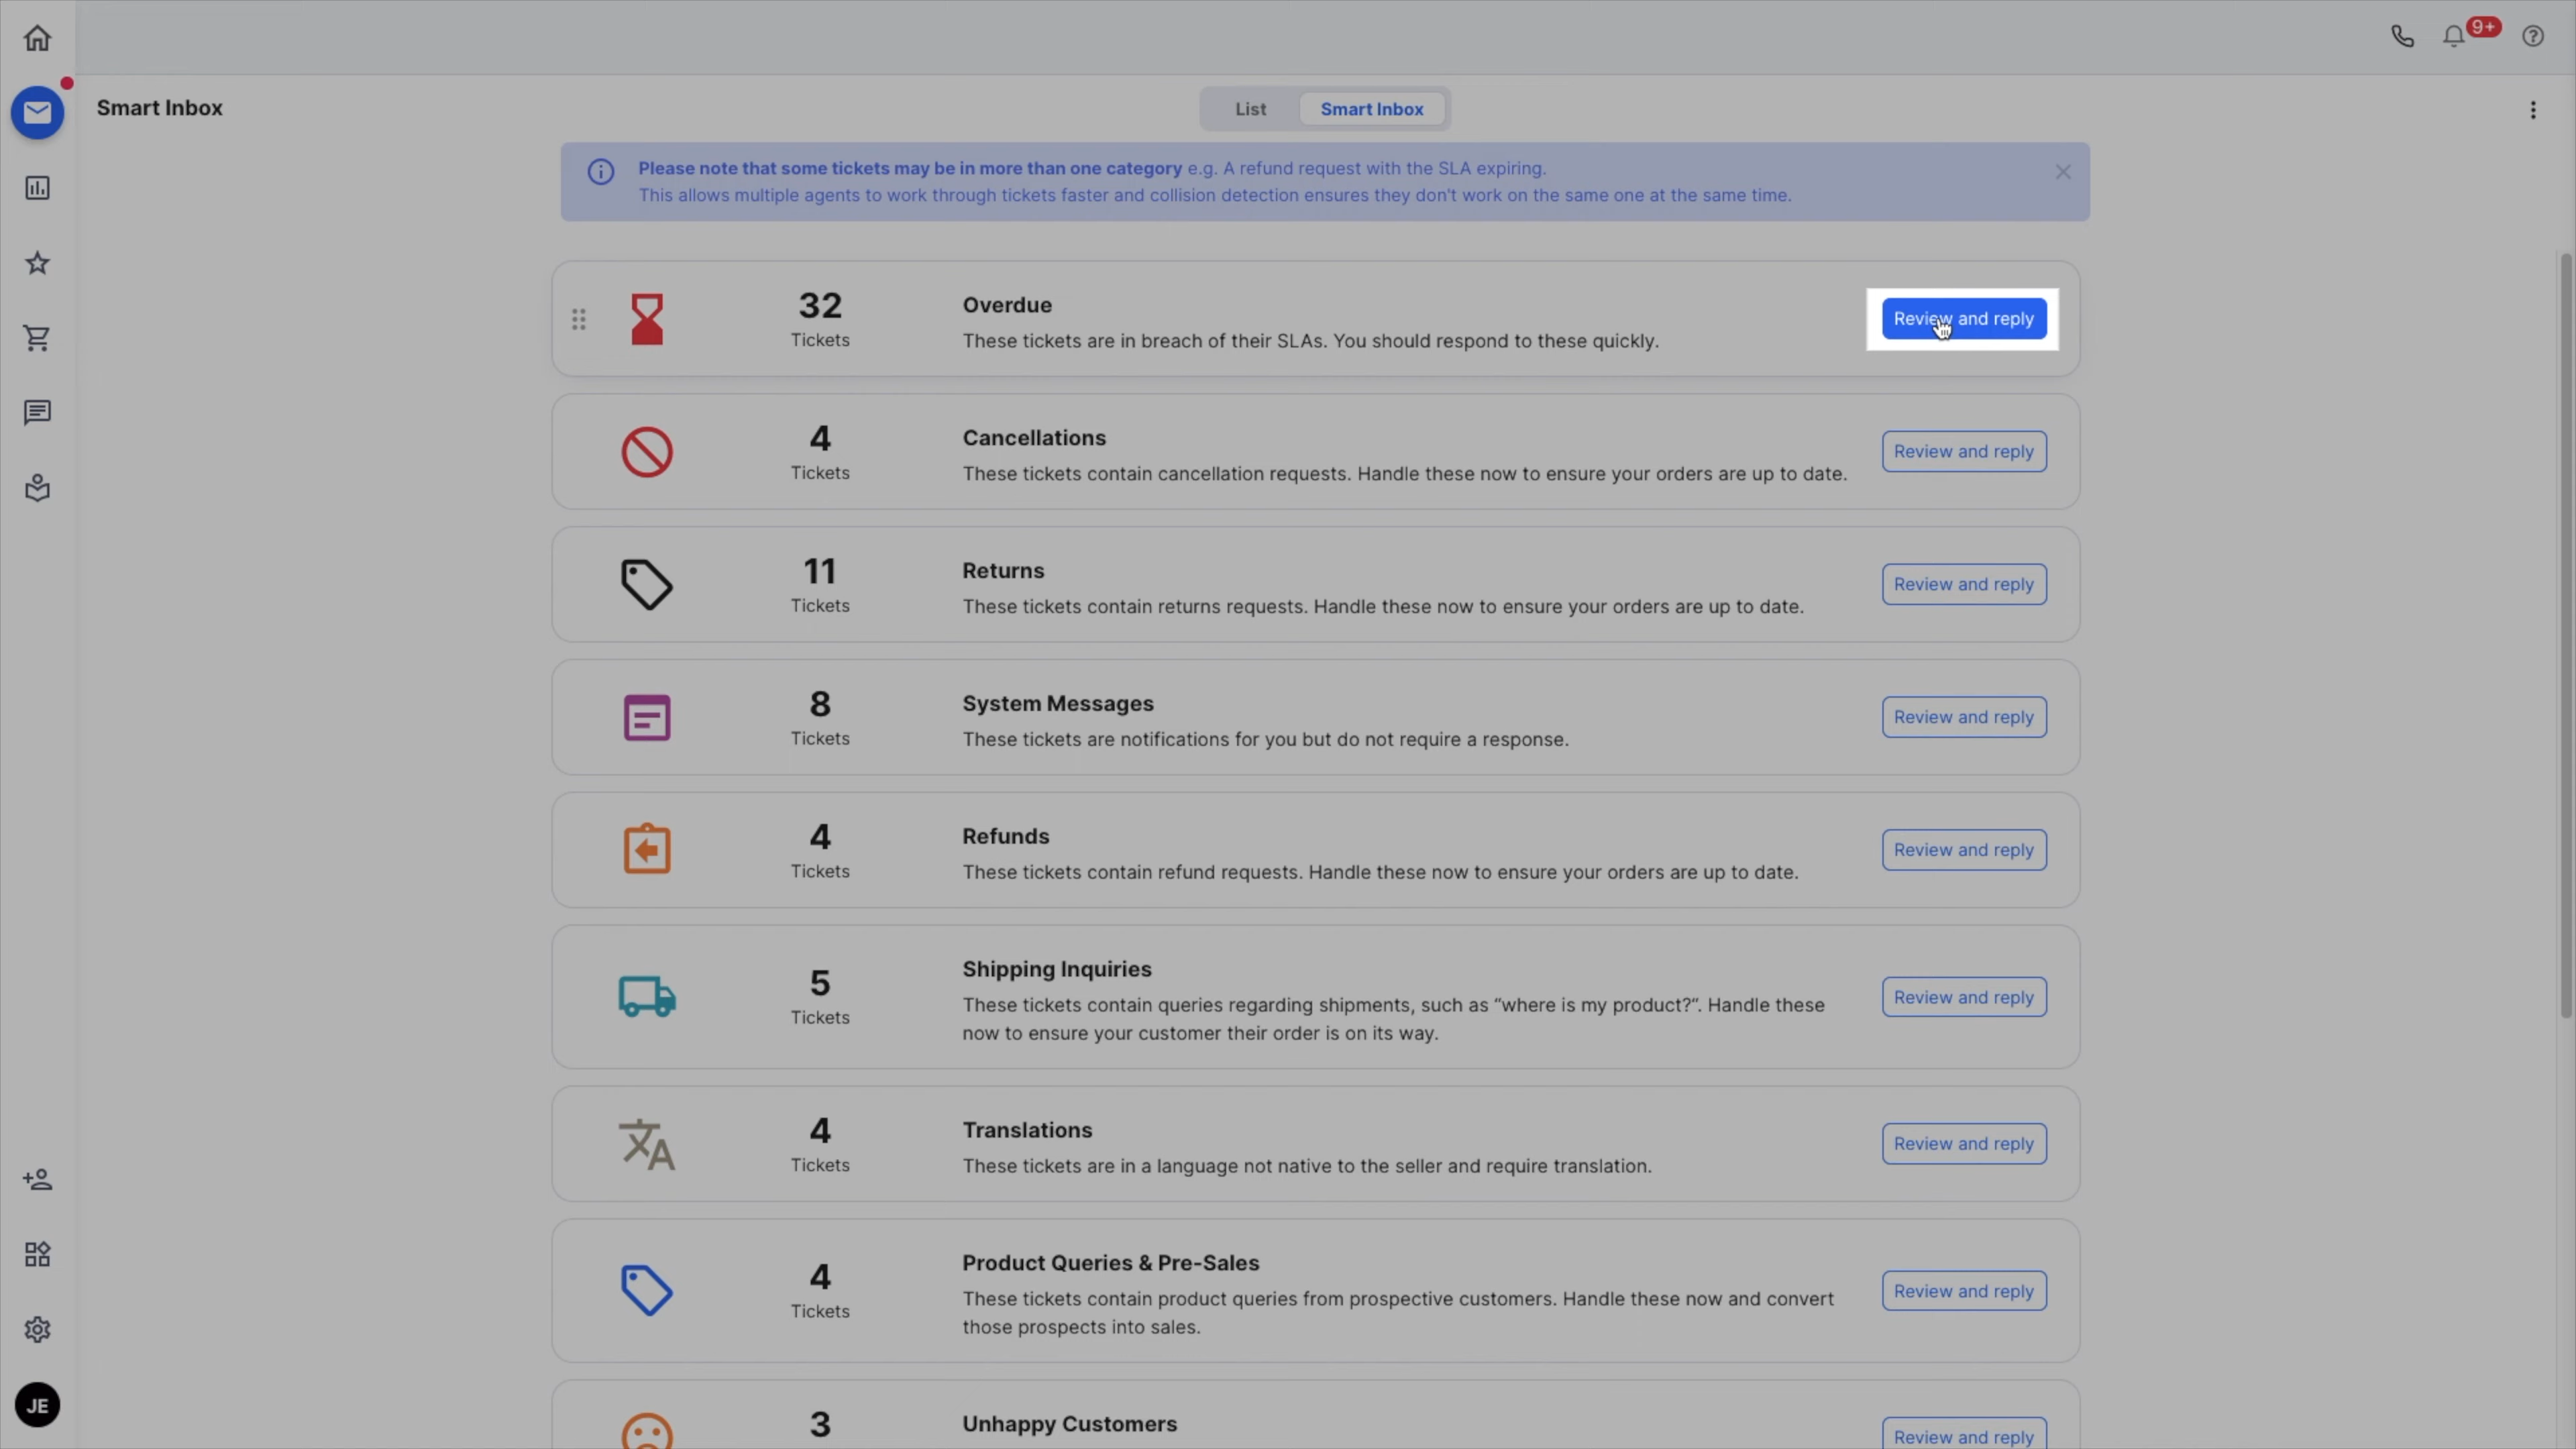 9+
Smart Inbox
List
Smart Inbox
Please note that some tickets may be in more than one category e.g. A refund request with the SLA expiring.
This allows multiple agents to work through tickets faster and collision detection ensures they don't work on the same one at the same time.
32
Tickets
Overdue
These tickets are in breach of their SLAs. You should respond to these quickly.
Review and reply
4
Tickets
Cancellations
These tickets contain cancellation requests. Handle these now to ensure your orders are up to date.
Review and reply
11
Tickets
Returns
These tickets contain returns requests. Handle these now to ensure your orders are up to date.
Review and reply
8
Tickets
System Messages
These tickets are notifications for you but do not require a response.
Review and reply
4
Tickets
Refunds
These tickets contain refund requests. Handle these now to ensure your orders are up to date.
Review and reply
5
Tickets
Shipping Inquiries
These tickets contain queries regarding shipments, such as “where is my product?“. Handle these
now to ensure your customer their order is on its way.
Review and reply
4
Tickets
Translations
These tickets are in a language not native to the seller and require translation.
Review and reply
4
Tickets
Product Queries & Pre-Sales
These tickets contain product queries from prospective customers. Handle these now and convert
those prospects into sales.
Review and reply
3
Unhappy Customers
Review and reply
JE